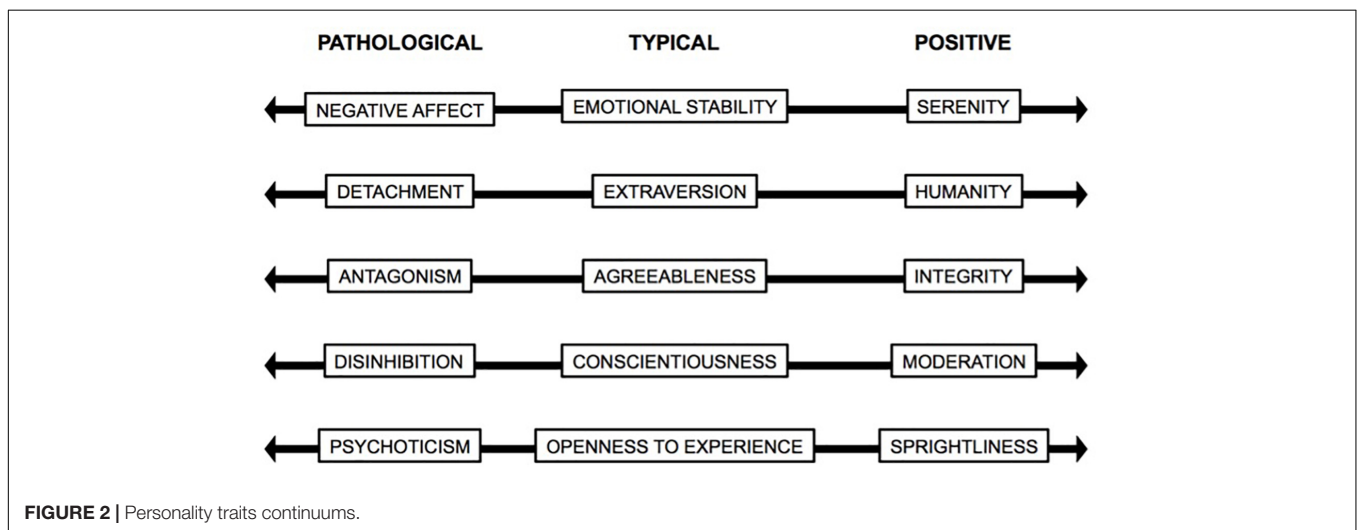 PATHOLOGICAL TYPICAL POSITIVE
NEGATIVE AFFECT EMOTIONAL STABILITY SERENITY
DETACHMENT EXTRAVERSION HUMANITY
ANTAGONISM AGREEABLENESS INTEGRITY
DISINHIBITION CONSCIENTIOUSNESS MODERATION
PSYCHOTICISM OPENNESS TO EXPERIENCE SPRIGHTLINESS
FIGURE 2 | Personality traits continuums.